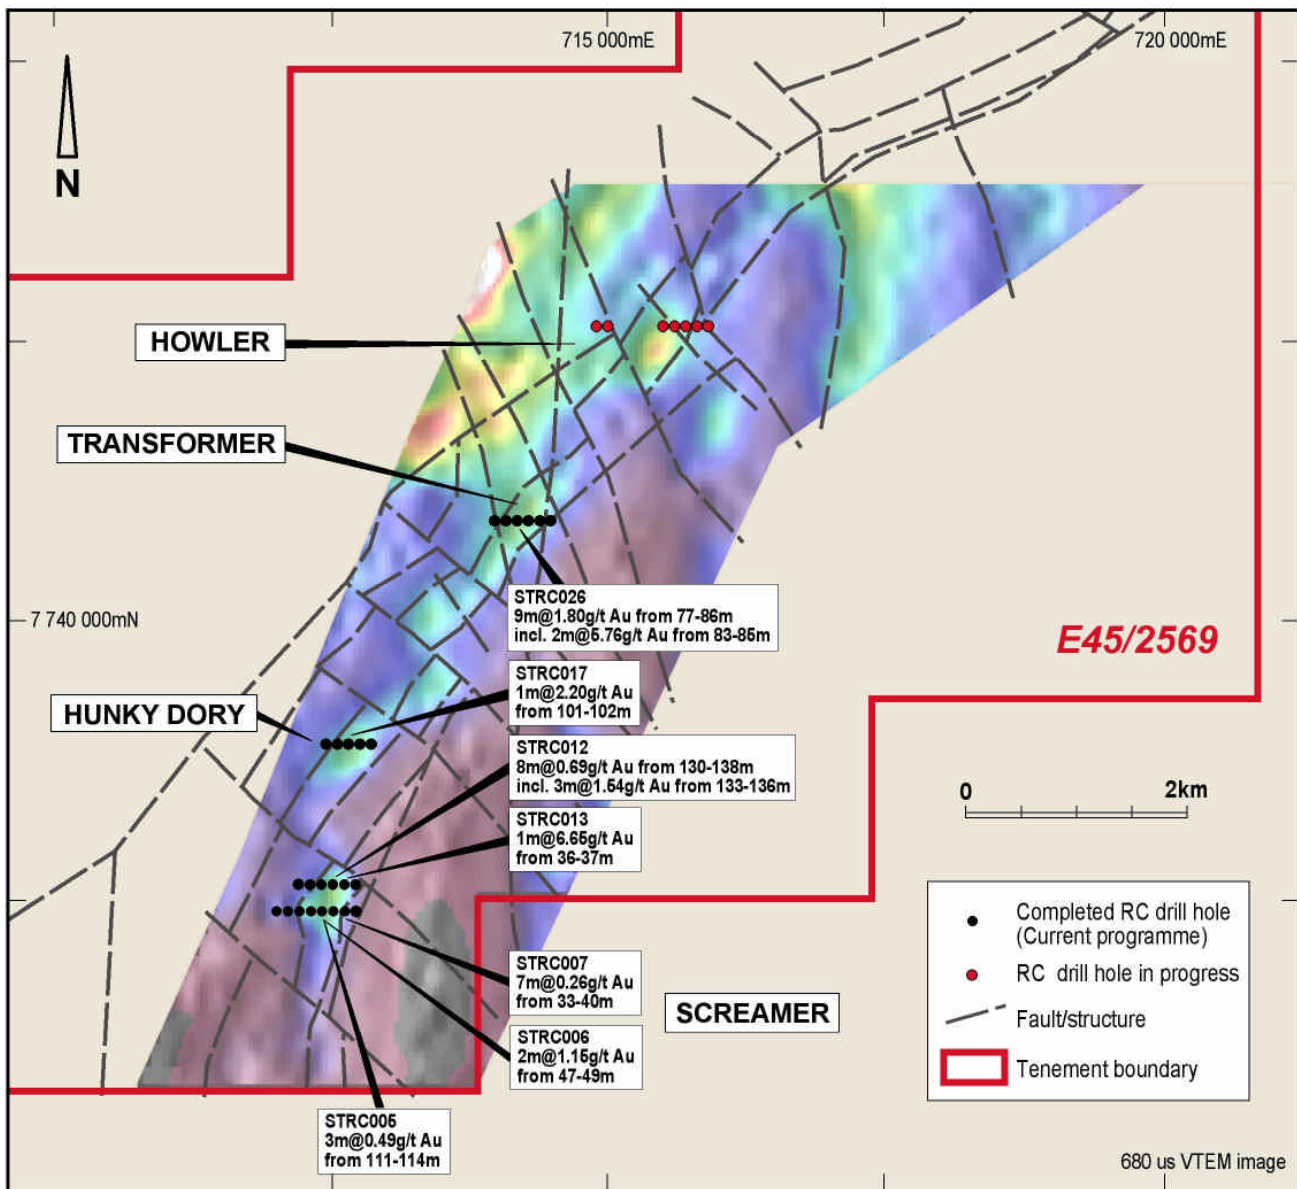 715 000mE
720 000mE
N
HOWLER
TRANSFORMER
STRC026
9m@1.80g/t Au from 77-86m
incl. 2m@5.76g/t Au from 83-85m
7 740 000mN
E45/2569
STRC017
1m@2.20g/t Au
from 101-102m
HUNKY DORY
STRC012
8m@0.69g/t Au from 130-138m
incl. 3m@1.54g/t Au from 133-136m
0
2km
STRC013
1m@6.65g/t Au
from 36-37m
Completed RC drill hole
(Current programme)
RC drill hole in progress
Fault/structure
Tenement boundary
STRC007
7m@0.26g/t Au
from 33-40m
SCREAMER
STRC006
2m@1.15g/t Au
from 47-49m
STRC005
3m@0.49g/t Au
from 111-114m
680 us VTEM image